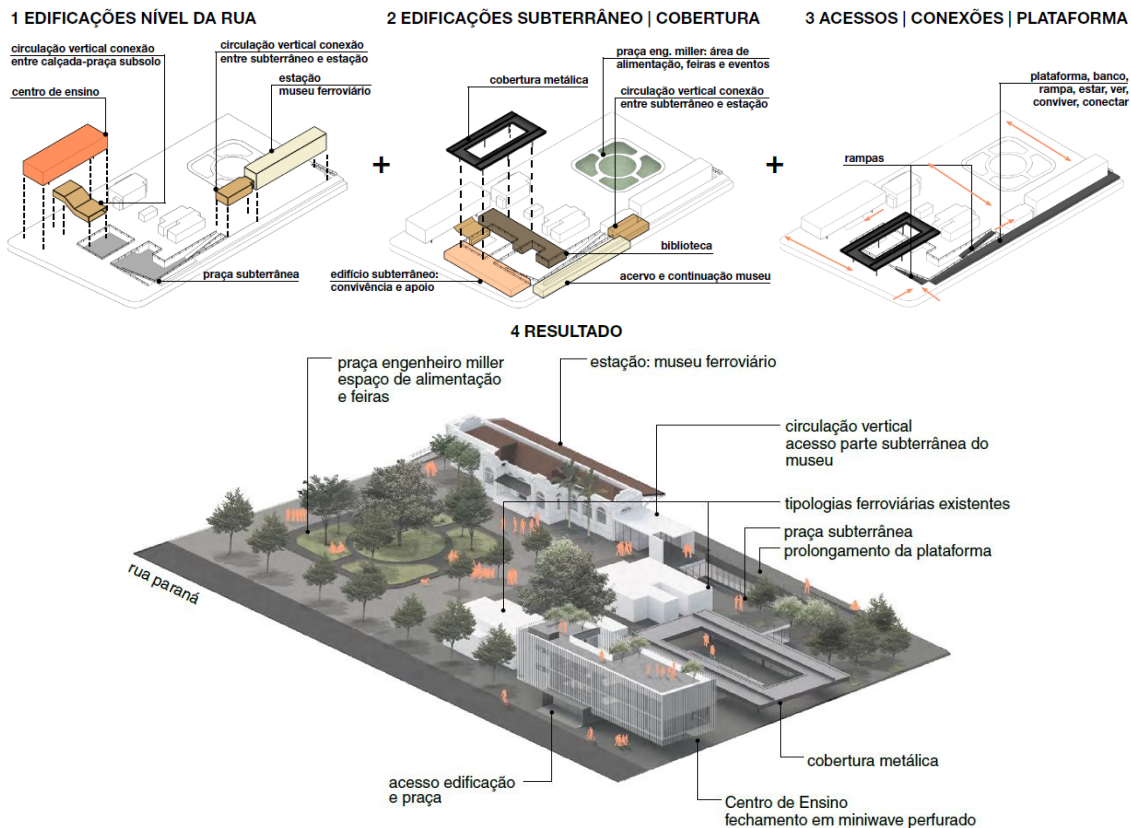 1 EDIFICAÇÕES NÍVEL DA RUA
circulação vertical conexão
entre calçada-praça subsolo
centro de ensino
circulação vertical conexão
entre subterrâneo e estação
estação
museu ferroviário
praça subterrânea
+
2 EDIFICAÇÕES SUBTERRÂNEO | COBERTURA
cobertura metálica
praça eng. miller: área de
alimentação, feiras e eventos
circulação vertical conexão
entre subterrâneo e estação
biblioteca
edifício subterrâneo:
convivência e apoio
acervo e continuação museu
+
3 ACESSOS | CONEXÕES | PLATAFORMA
plataforma, banco,
rampa, estar, ver,
conviver, conectar
rampas
4 RESULTADO
praça engenheiro miller
espaço de alimentação
e feiras
estação: museu ferroviário
circulação vertical
acesso parte subterrânea do
museu
tipologias ferroviárias existentes
praça subterrânea
prolongamento da plataforma
rua paraná
cobertura metálica
acesso edificação
e praça
Centro de Ensino
fechamento em miniwave perfurado